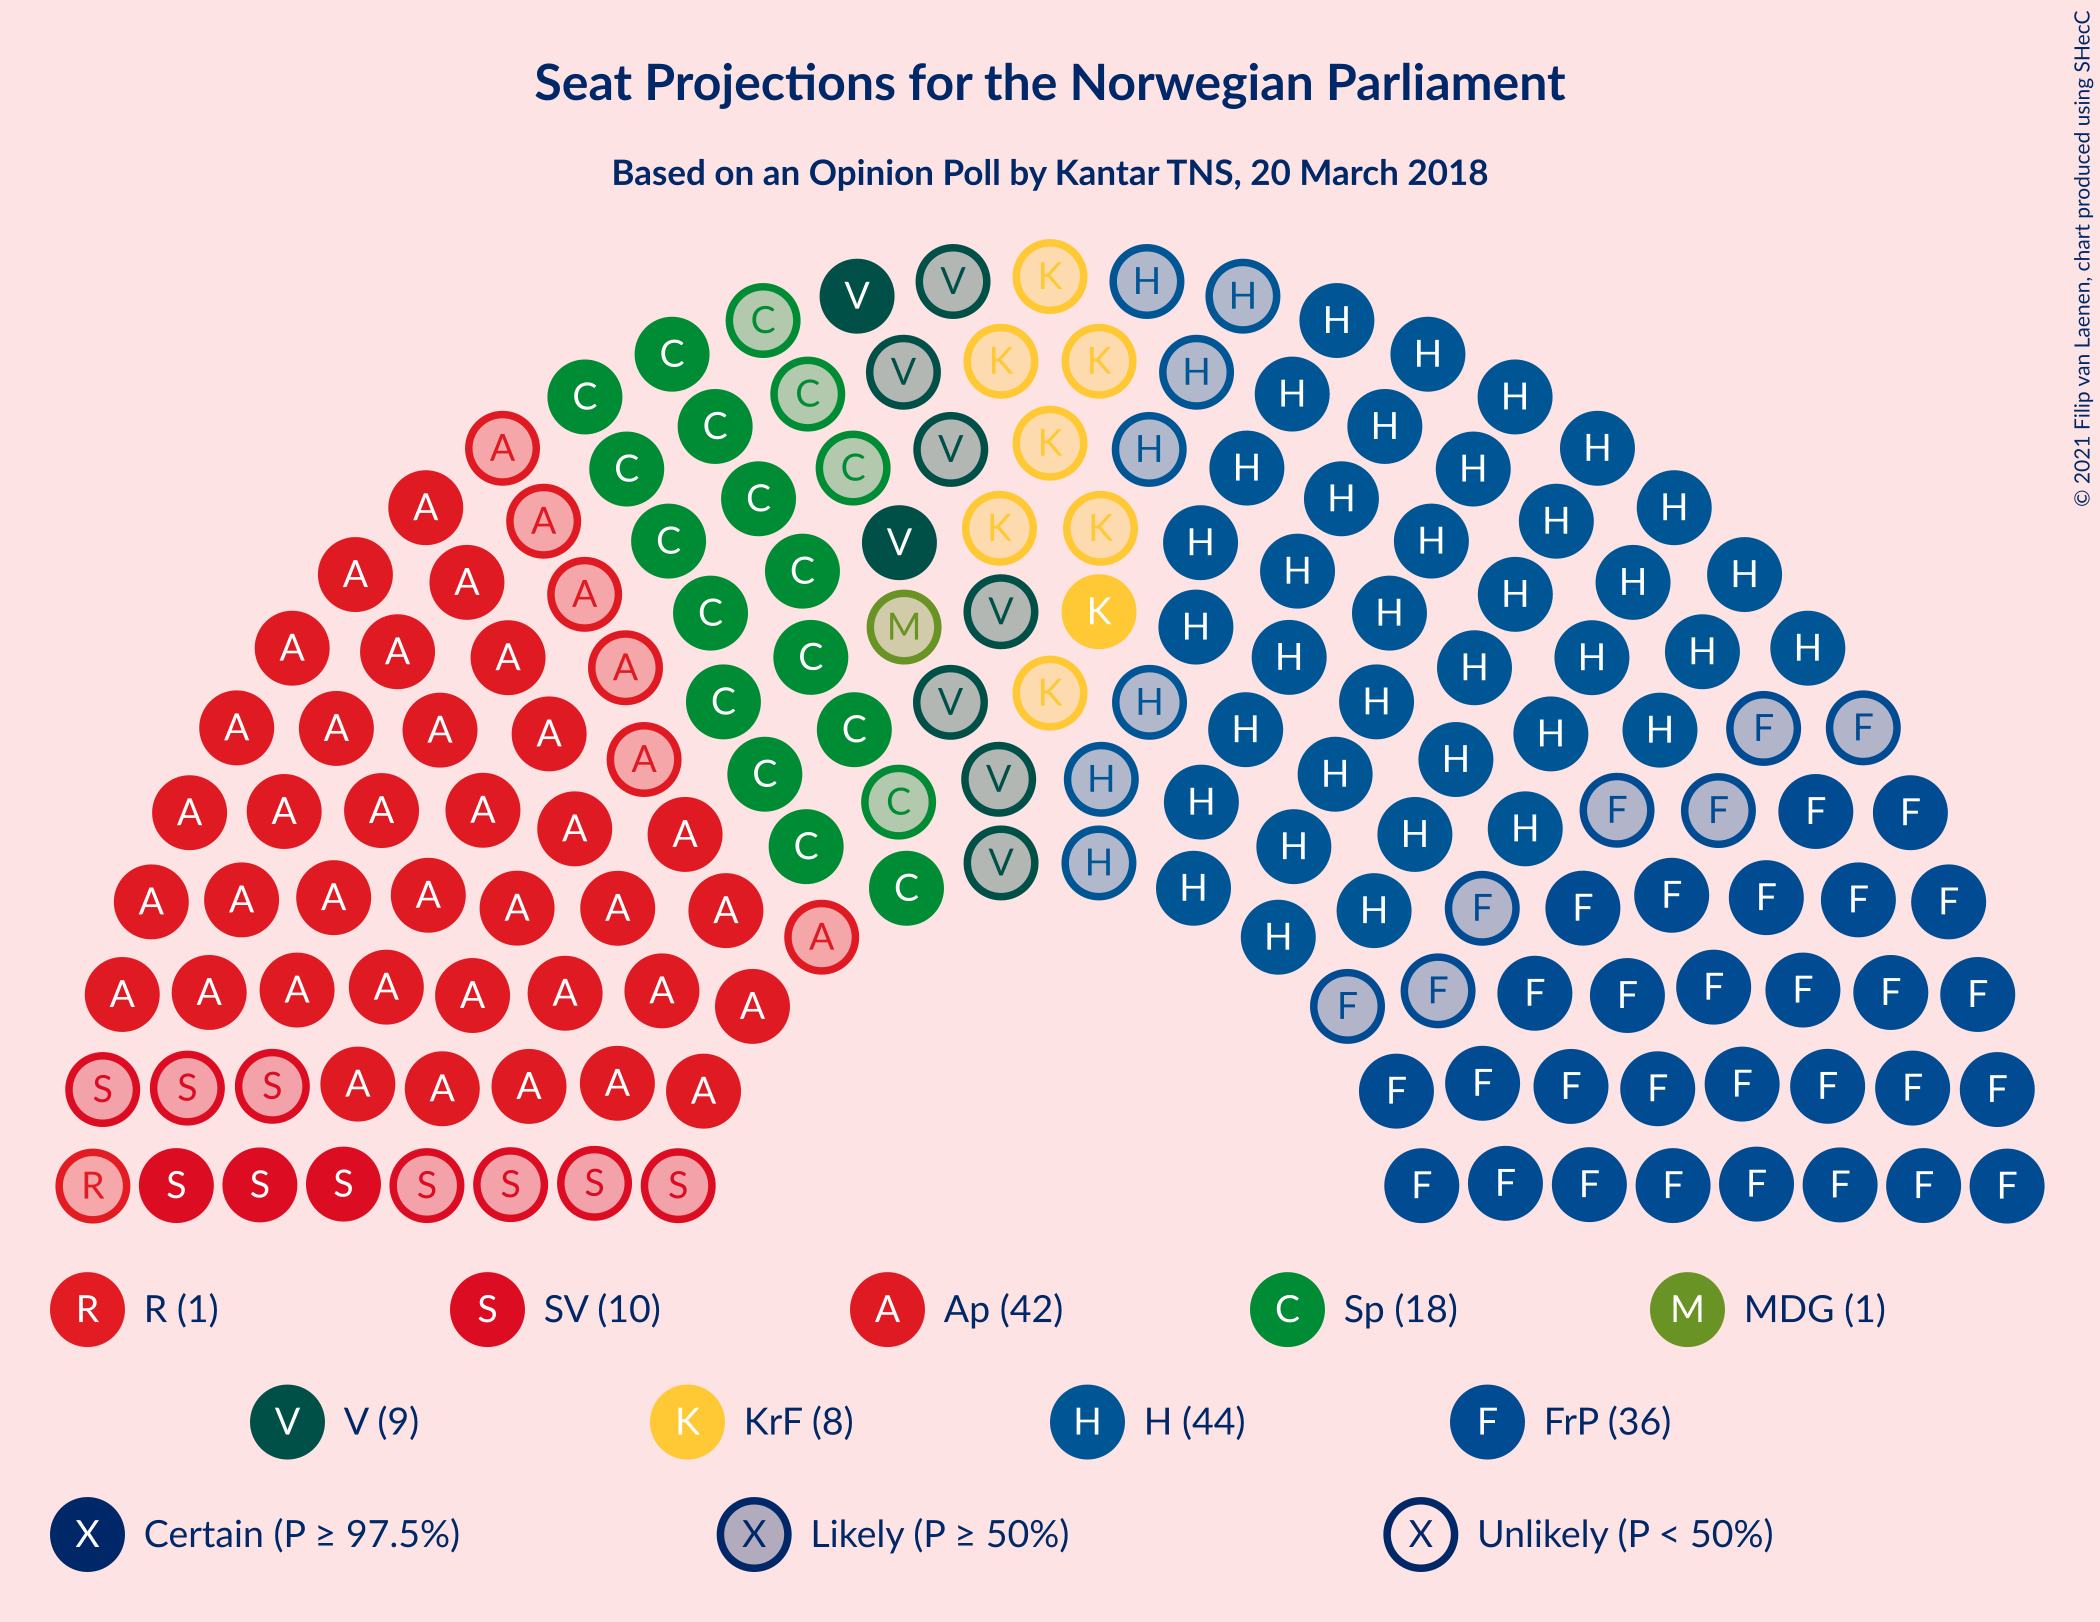 Seat Projections for the Norwegian Parliament
Based on an Opinion Poll by Kantar TNS, 20 March 2018
© 2021 Filip van Laenen, chart produced using SHecC
V V K H H
C H
C H
C V K K H H
C C H
A C V K H H H
C C H H
A A C C V K K H H H H
A A C C H H H
A A A C M V K H H H H
A A A C C H H H H
A A A A C V K H H H H F F
A A A A A C C V H H H H H F F F F
A A A A A A C C V H H H H H F F F F F
A A A A A A A A C H H H F F F F F F
A A A A A A A A F F F F F F F F
S S S A A A A A F F F F F F F F
R S S S S S S S F F F F F F F F
R R (1) S SV (10) A Ap (42) C Sp (18) M MDG (1)
V V (9) K KrF (8) H H (44) F FrP (36)
X Certain (P ≥ 97.5%) X Likely (P ≥ 50%) X Unlikely (P < 50%)